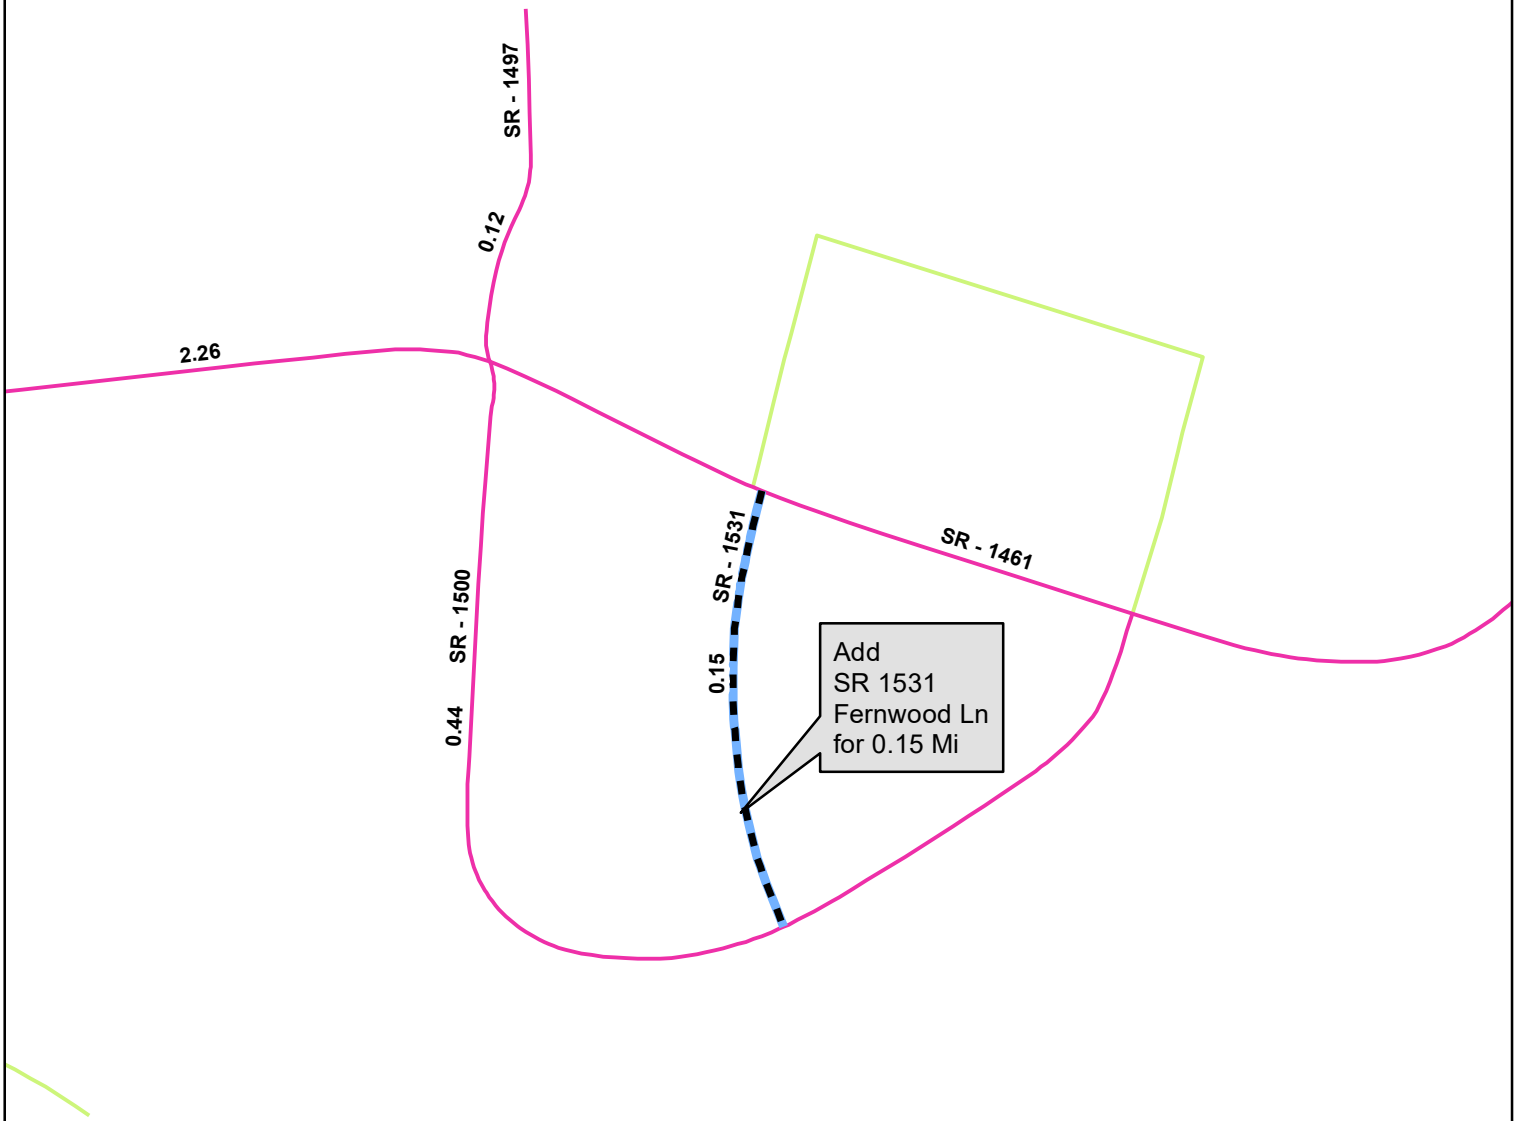 SR - 1497
0.12
2.26
SR - 1531
SR - 1461
SR - 1500
0.15
0.44
Add
SR 1531
Fernwood Ln
for 0.15 Mi